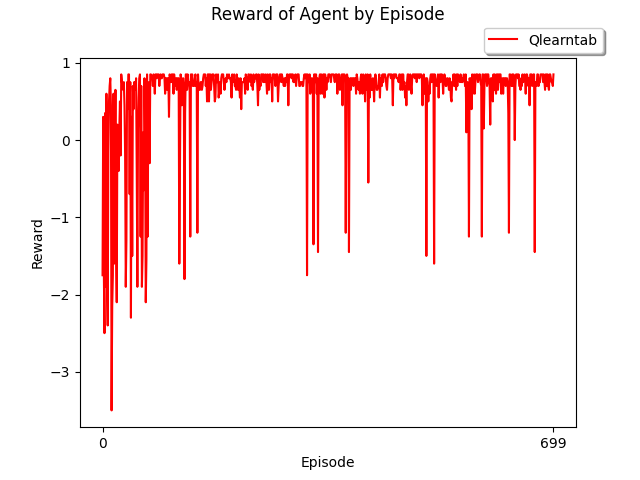 Reward of Agent by Episode
Qlearntab
1
0
−1
−2
−3
Reward
0 699
Episode